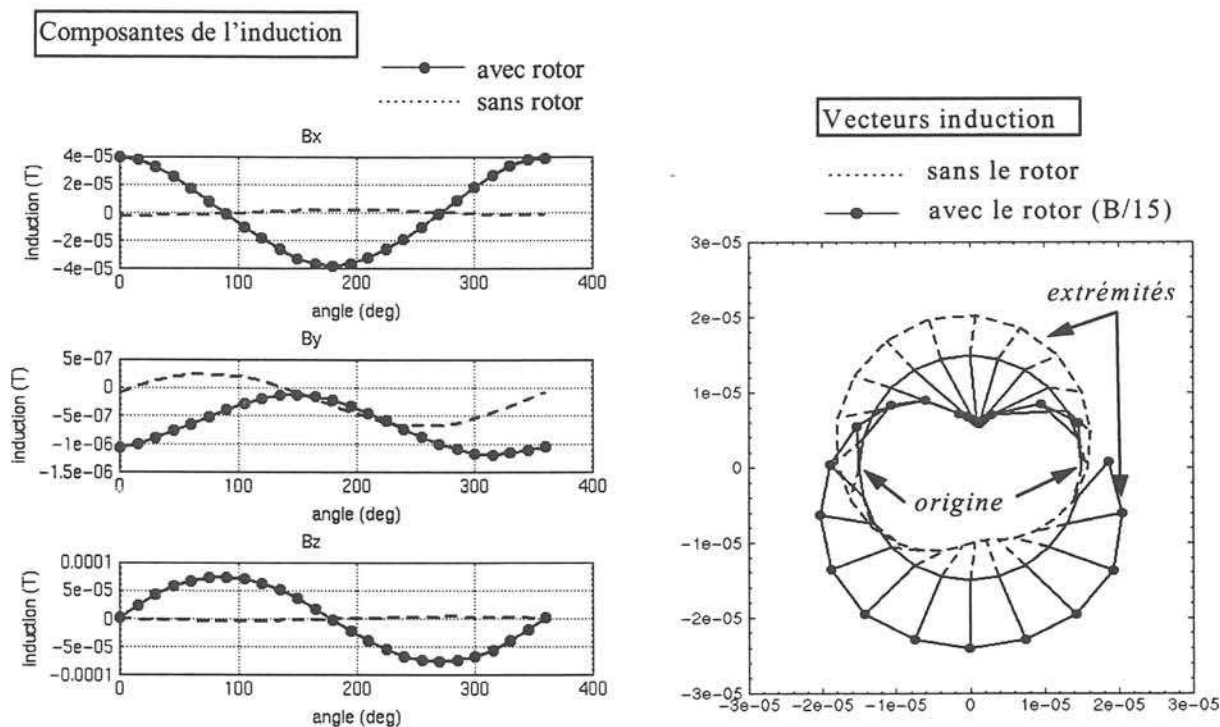 Composantes de l'induction
avec rotor
sans rotor
Bx
induction (T)
4e-05
2e-05
0
-2e-05
-4e-05
0 100 200 300 400
angle (deg)
By
induction (T)
5e-07
0
-5e-07
-1e-06
-1.5e-06
0 100 200 300 400
angle (deg)
Bz
induction (T)
0.0001
5e-05
0
-5e-05
-0.0001
0 100 200 300 400
angle (deg)
Vecteurs induction
sans le rotor
avec le rotor (B/15)
3e-05
2e-05
1e-05
0
-1e-05
-2e-05
-3e-05
-3e-05 -2e-05 -1e-05 0 1e-05 2e-05 3e-05
extrémités
origine